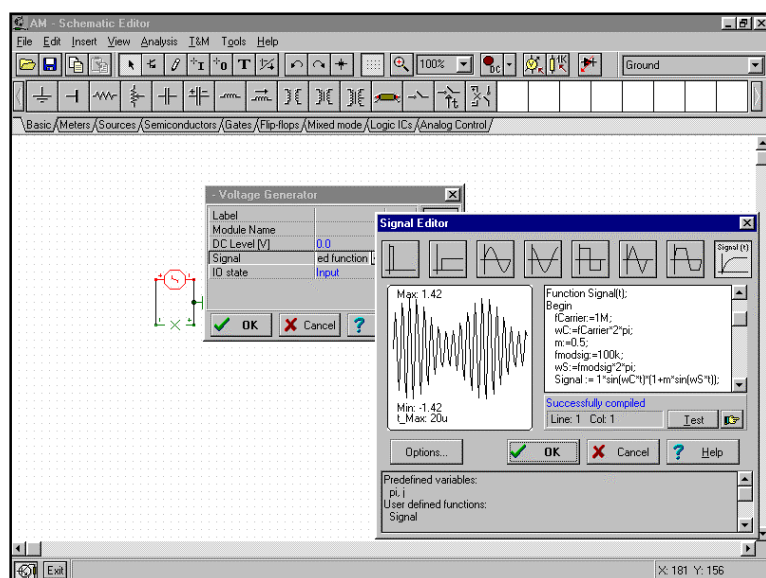 AM - Schematic Editor
File Edit Insert View Analysis T&M Tools Help
100%
DC
1K
Ground
Basic Meters Sources Semiconductors Gates Flip-flops Mixed mode Logic ICs Analog Control
- Voltage Generator
Label
Module Name
DC Level [V] 0.0
Signal ed function
IO state Input
OK Cancel ?
Signal Editor
Signal (t)
Max: 1.42
Min: -1.42
t_Max: 20u
Function Signal(t);
Begin
fCarrier:=1M;
wC:=fCarrier*2*pi;
m:=0.5;
fmodsig:=100k;
wS:=fmodsig*2*pi;
Signal := 1*sin(wC*t)*(1+m*sin(wS*t));
Successfully compiled
Line: 1 Col: 1
Test
Options...
OK Cancel ? Help
Predefined variables:
pi, j
User defined functions:
Signal
Exit
X: 181 Y: 156